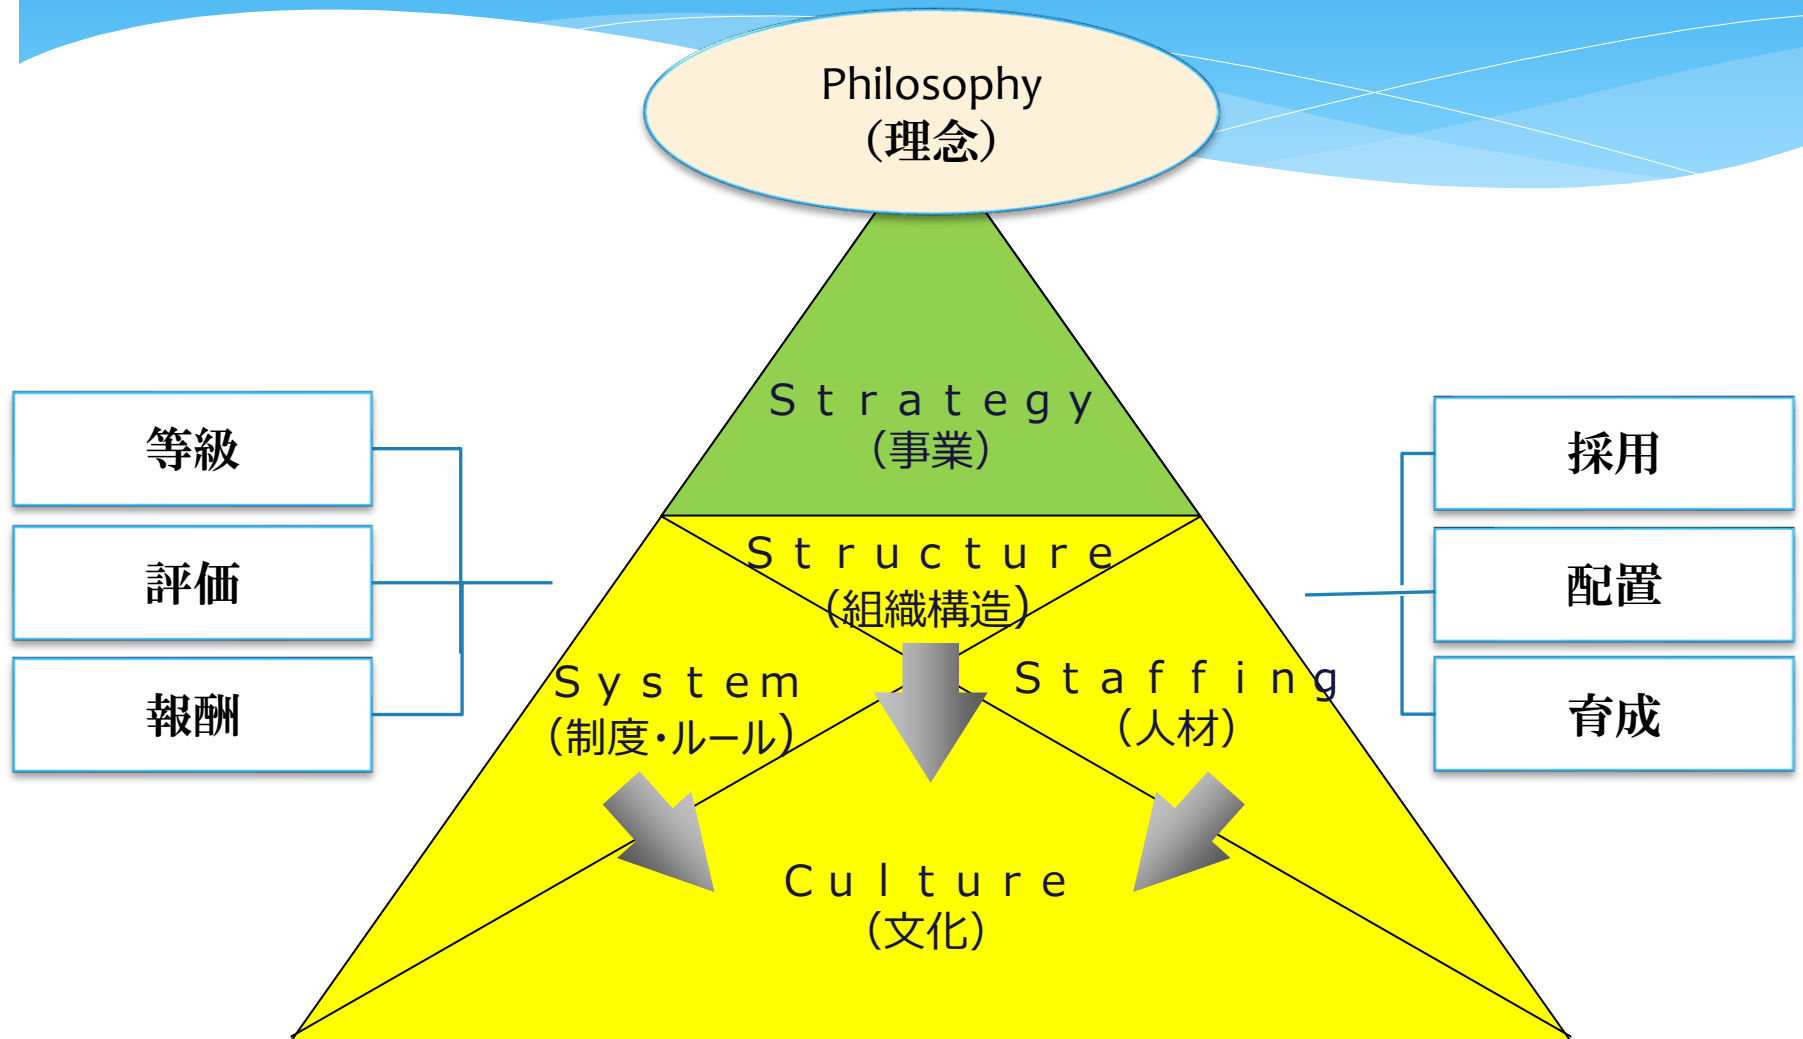 Philosophy
（理念）
Ｓｔｒａｔｅｇｙ
（事業）
等級
評価
報酬
Ｓｔｒｕｃｔｕｒｅ
（組織構造）
Ｓｙｓｔｅｍ
（制度・ルール）
Ｓｔａｆｆｉｎｇ
（人材）
採用
配置
育成
Ｃｕｌｔｕｒｅ
（文化）